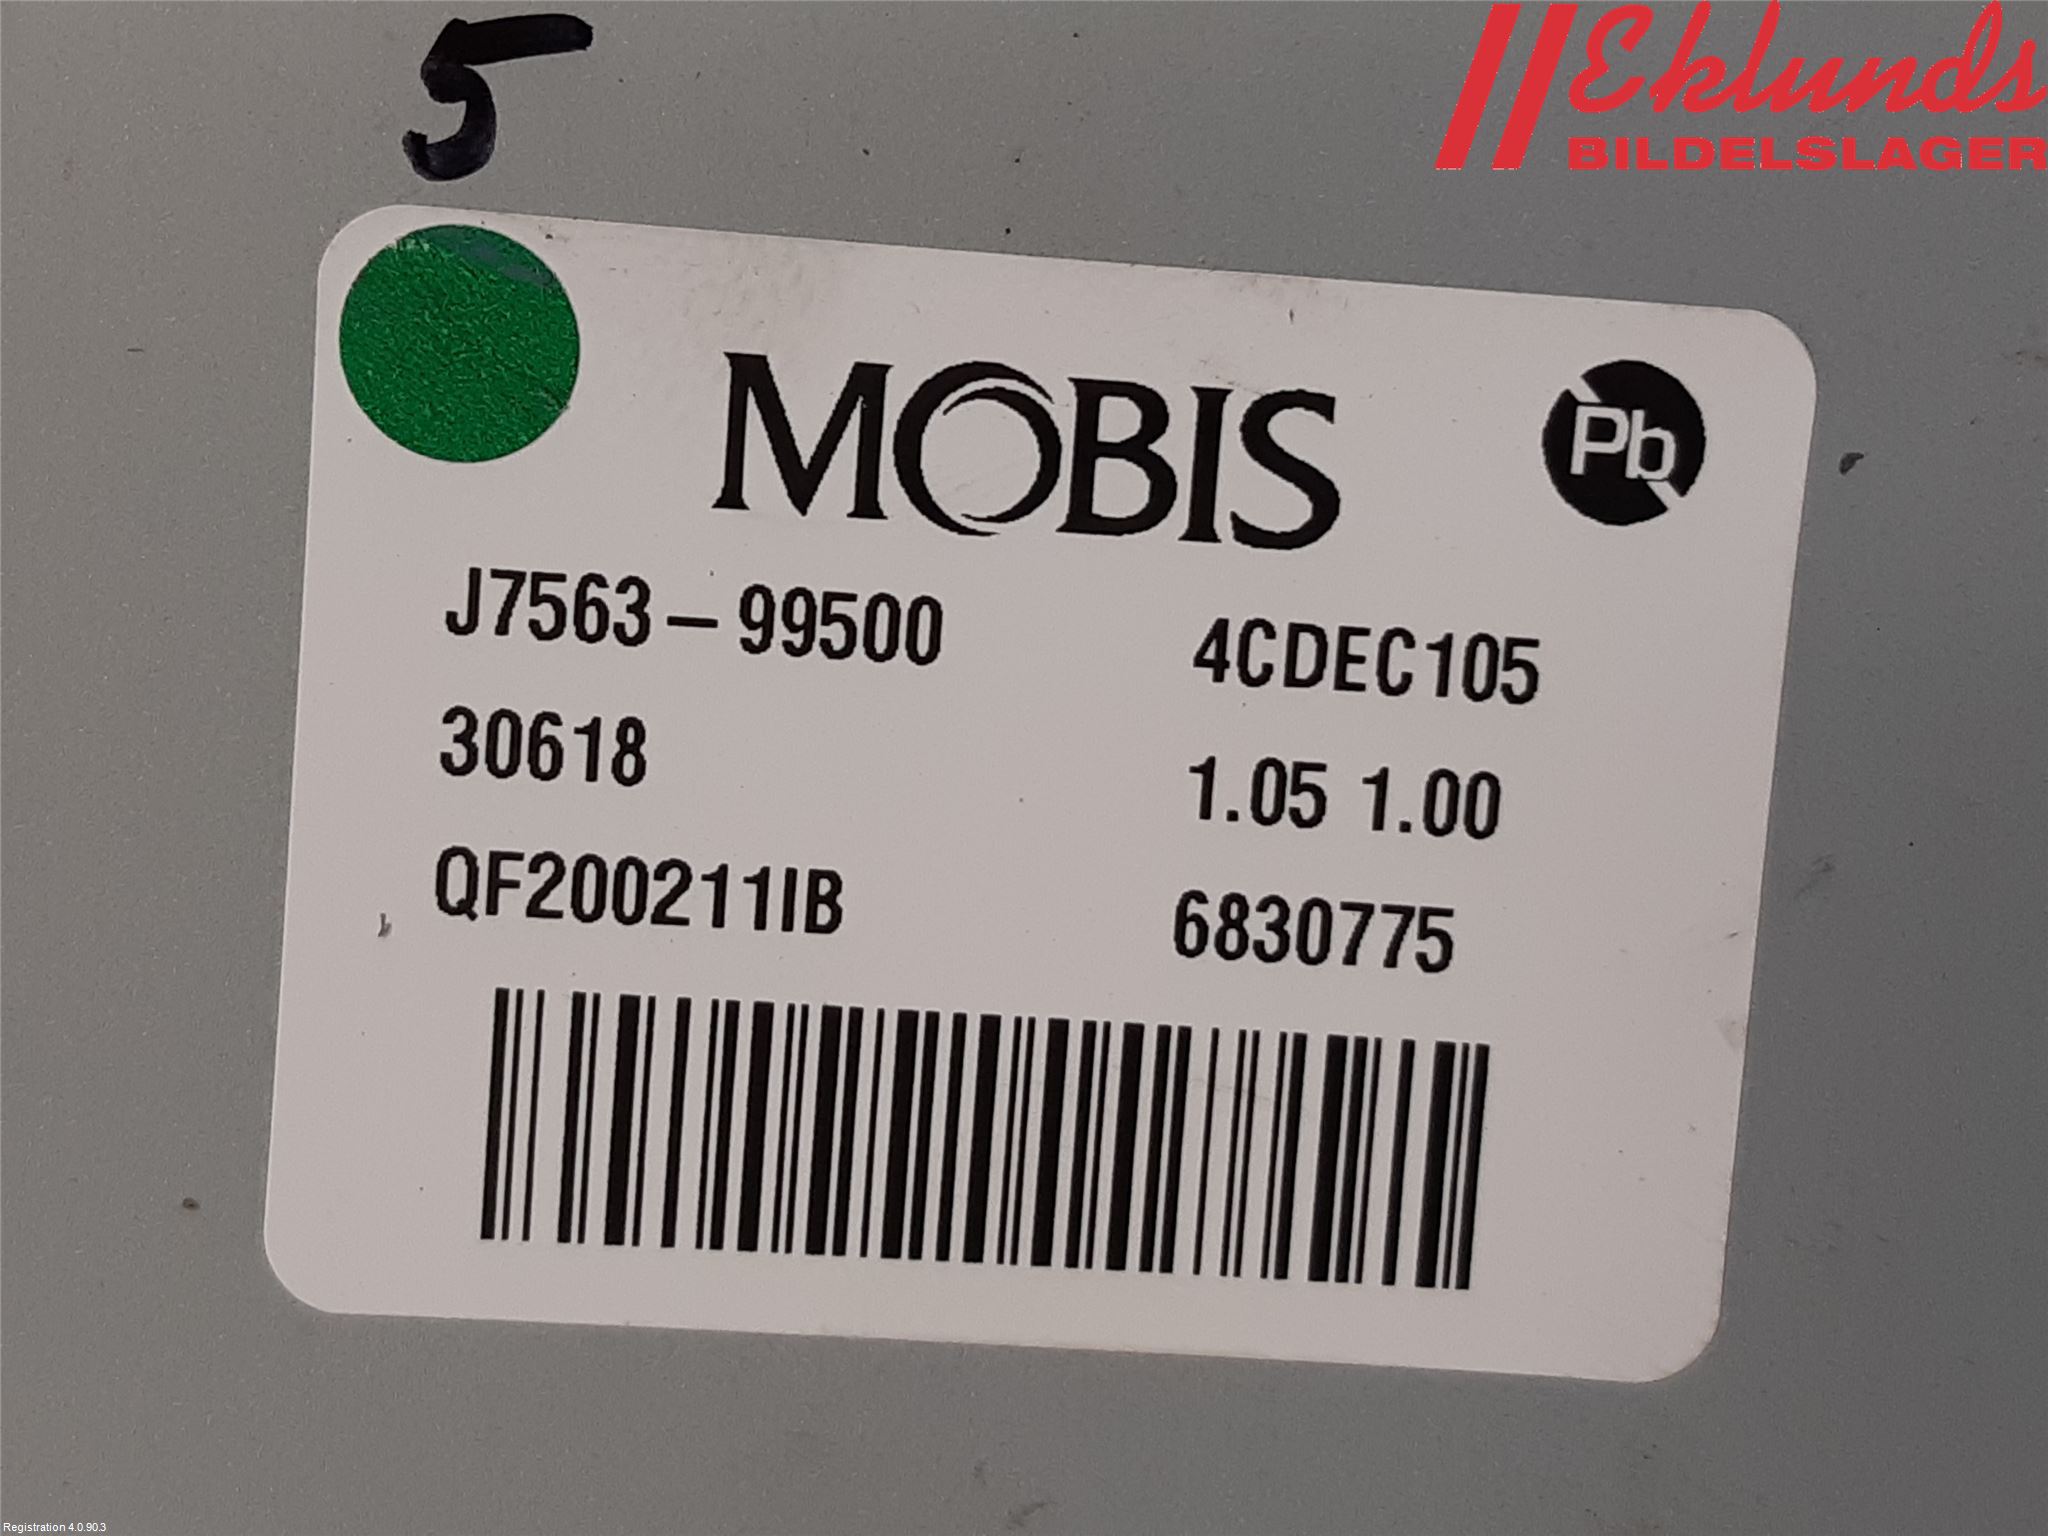 5
Eklunds
BILDELSLAGER
MOBIS
Pb
J7563-99500 4CDEC105
30618 1.05 1.00
QF200211IB 6830775
Registration 4.0.90.3